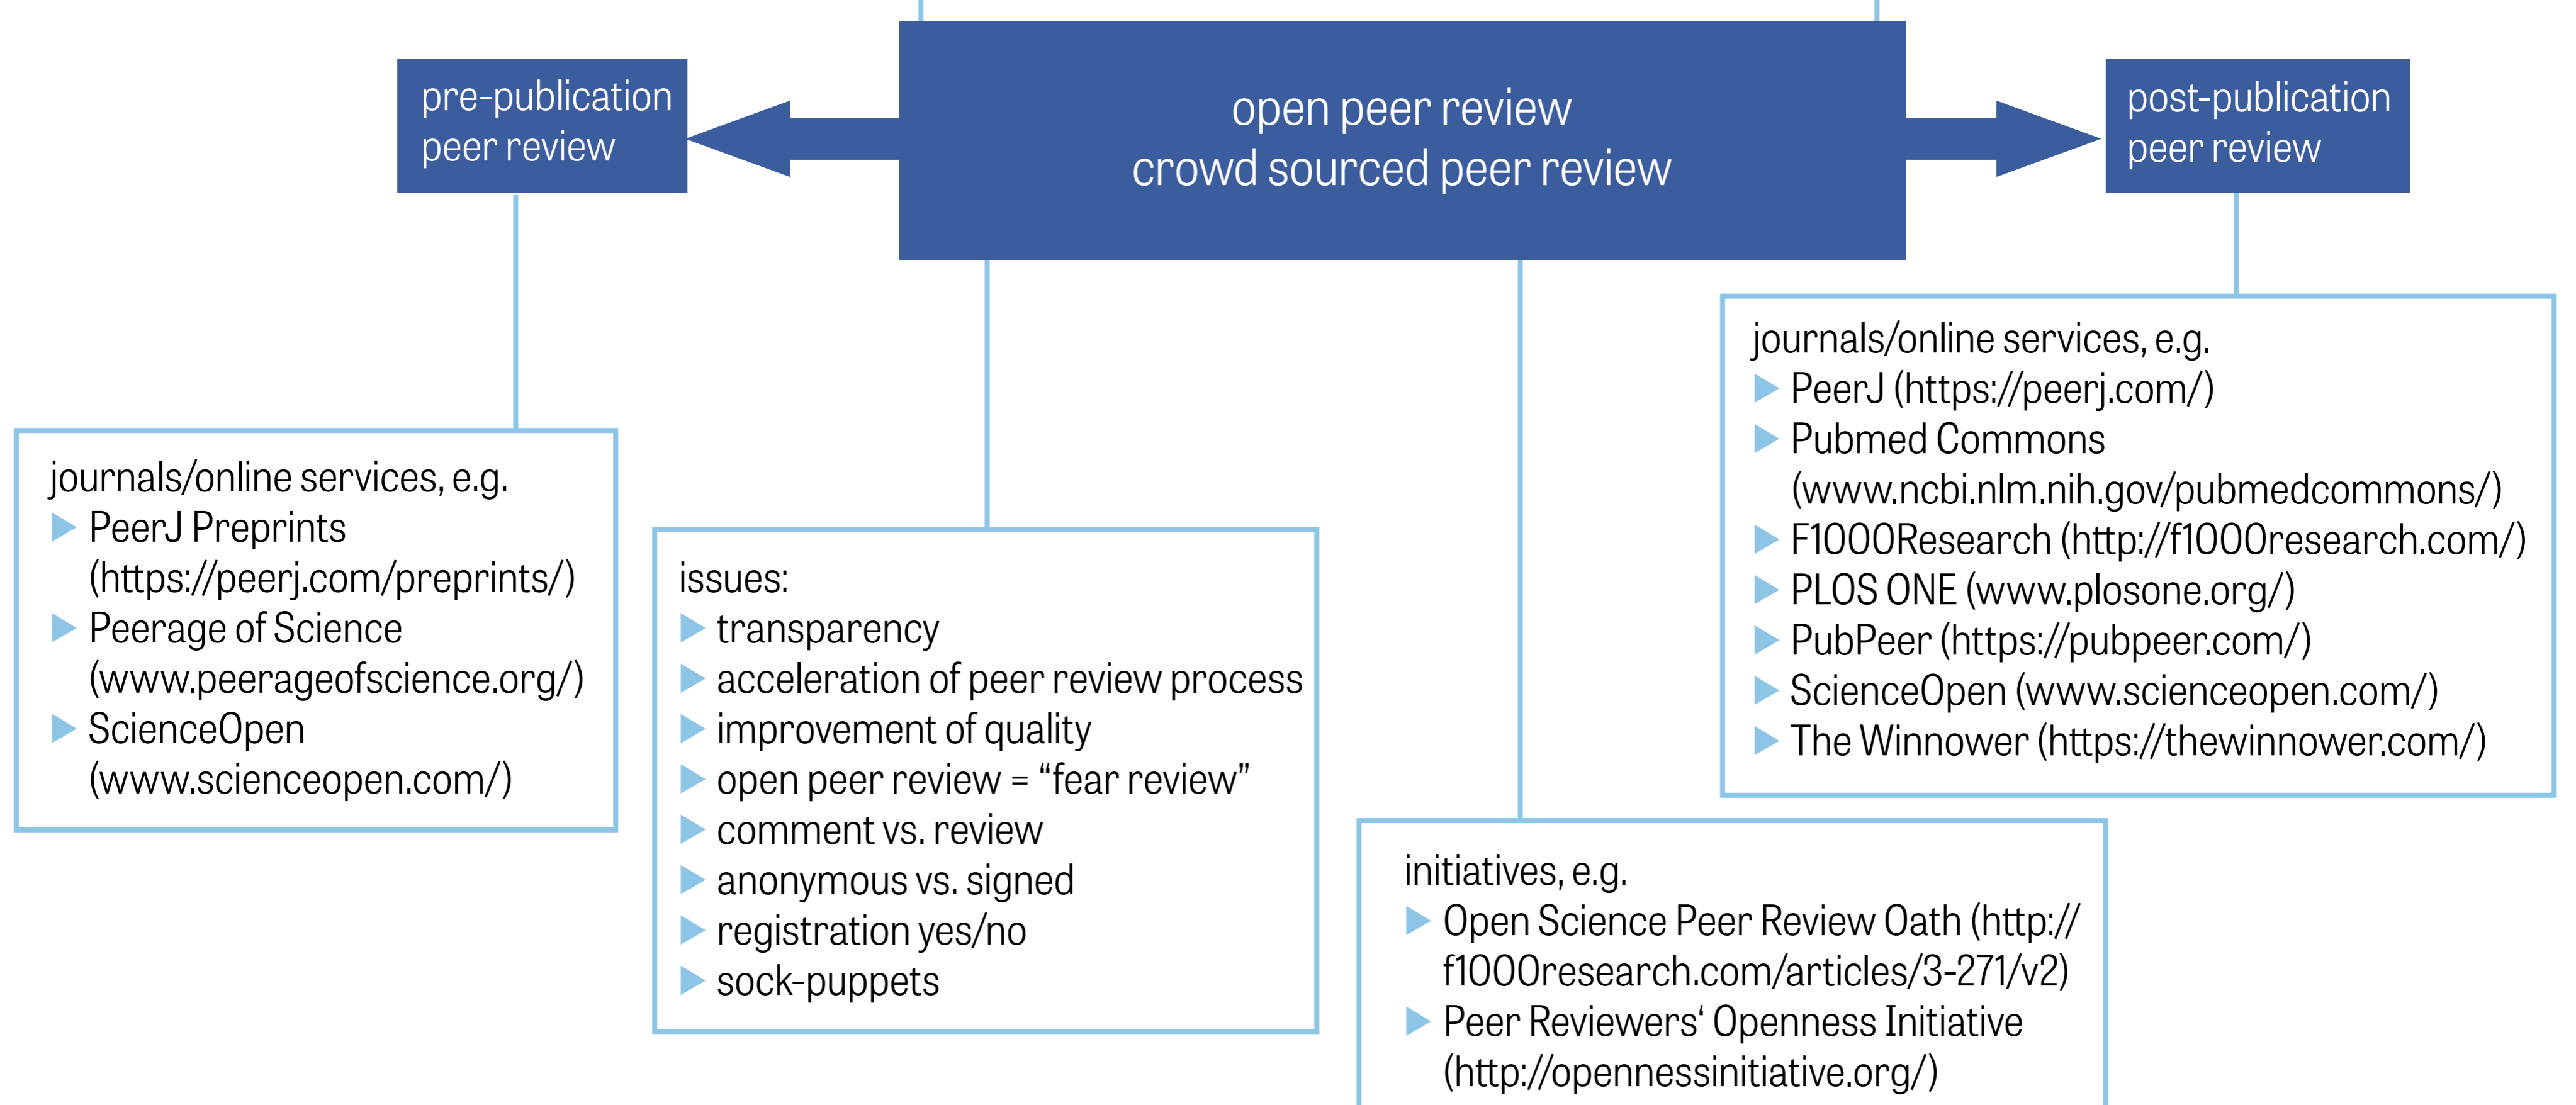 pre-publication
peer review
open peer review
crowd sourced peer review
post-publication
peer review
journals/online services, e.g.
PeerJ Preprints
(https://peerj.com/preprints/)
Peerage of Science
(www.peerageofscience.org/)
ScienceOpen
(www.scienceopen.com/)
issues:
transparency
acceleration of peer review process
improvement of quality
open peer review = “fear review”
comment vs. review
anonymous vs. signed
registration yes/no
sock-puppets
initiatives, e.g.
Open Science Peer Review Oath (http://
f1000research.com/articles/3-271/v2)
Peer Reviewers‘ Openness Initiative
(http://opennessinitiative.org/)
journals/online services, e.g.
PeerJ (https://peerj.com/)
Pubmed Commons
(www.ncbi.nlm.nih.gov/pubmedcommons/)
F1000Research (http://f1000research.com/)
PLOS ONE (www.plosone.org/)
PubPeer (https://pubpeer.com/)
ScienceOpen (www.scienceopen.com/)
The Winnower (https://thewinnower.com/)